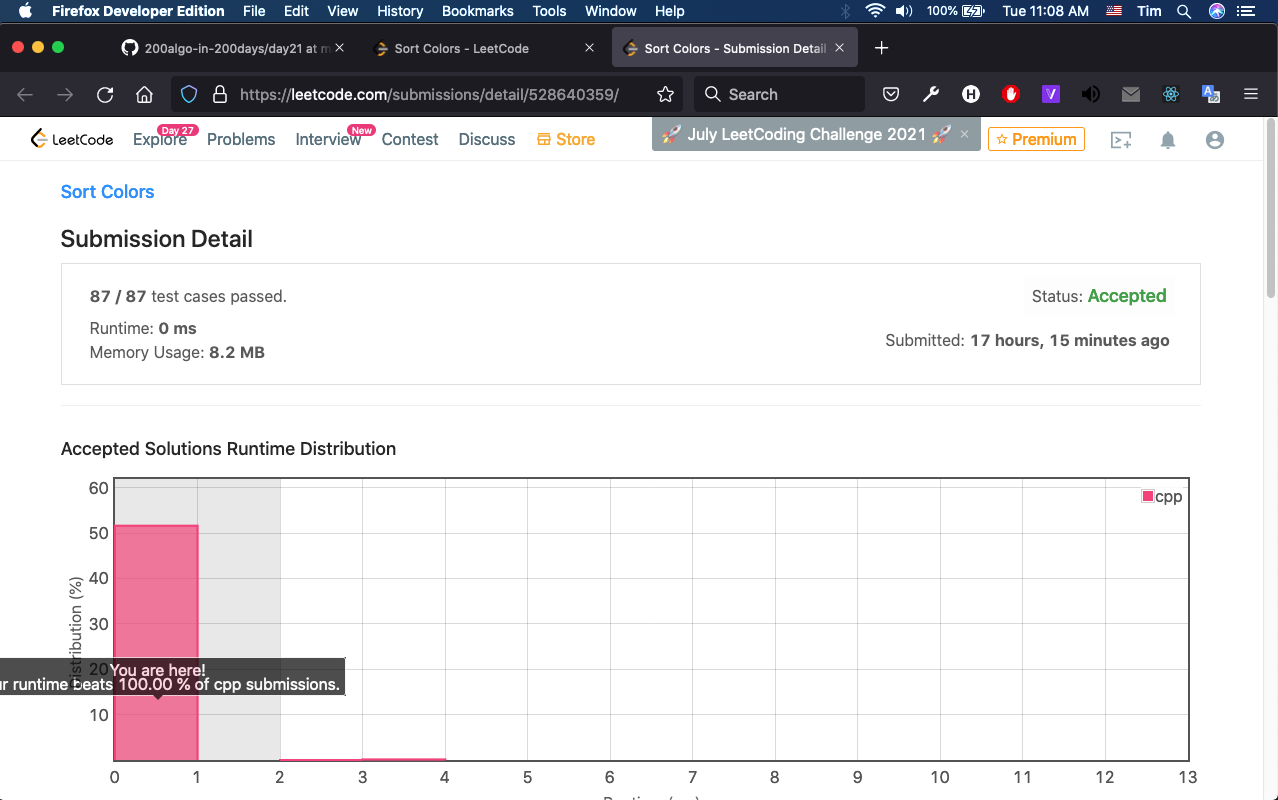 Firefox Developer Edition File Edit View History Bookmarks Tools Window Help 100% Tue 11:08 AM Tim
200algo-in-200days/day21 at m Sort Colors - LeetCode Sort Colors - Submission Detail
https://leetcode.com/submissions/detail/528640359/ Search
LeetCode Explore Day 27 Problems Interview New Contest Discuss Store 🚀 July LeetCoding Challenge 2021 🚀 × Premium
Sort Colors
Submission Detail
87 / 87 test cases passed.
Status: Accepted
Runtime: 0 ms
Submitted: 17 hours, 15 minutes ago
Memory Usage: 8.2 MB
Accepted Solutions Runtime Distribution
60
cpp
50
40
30
20
10
Distribution (%)
You are here!
ur runtime beats 100.00 % of cpp submissions.
0 1 2 3 4 5 6 7 8 9 10 11 12 13